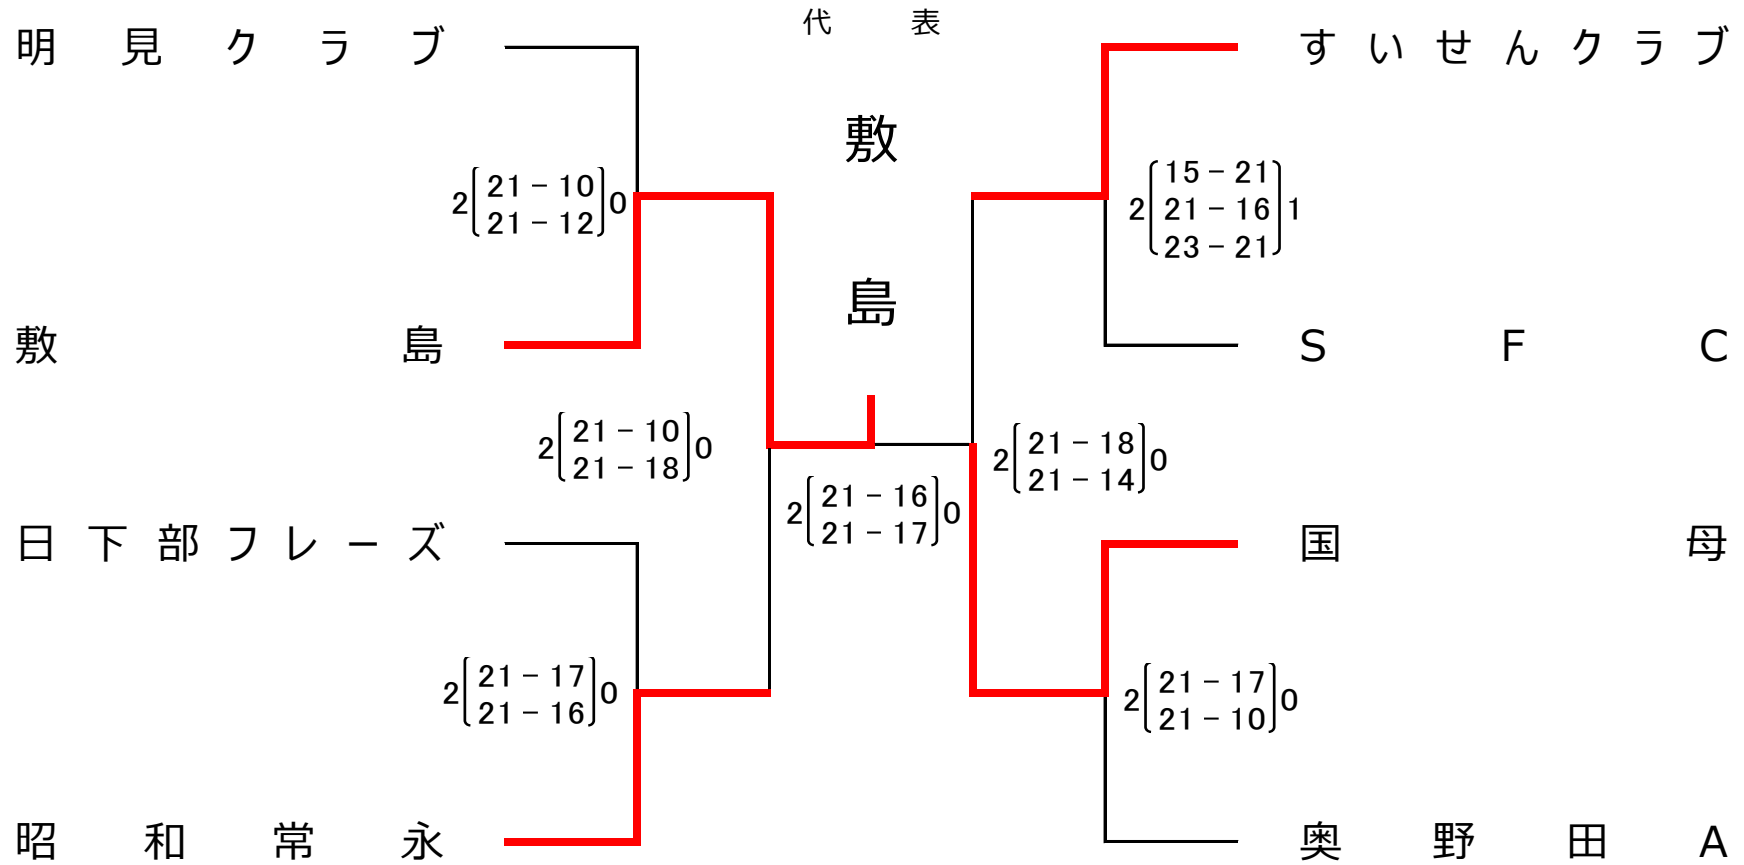 代表
明見クラブ
すいせんクラブ
敷島
2 21－10 0
21－12
2 15－21 1
21－16
23－21
敷島
SFC
2 21－10 0
21－18
2 21－18 0
21－14
2 21－16 0
21－17
日下部フレーズ
国母
2 21－17 0
21－16
2 21－17 0
21－10
昭和常永
奥野田A